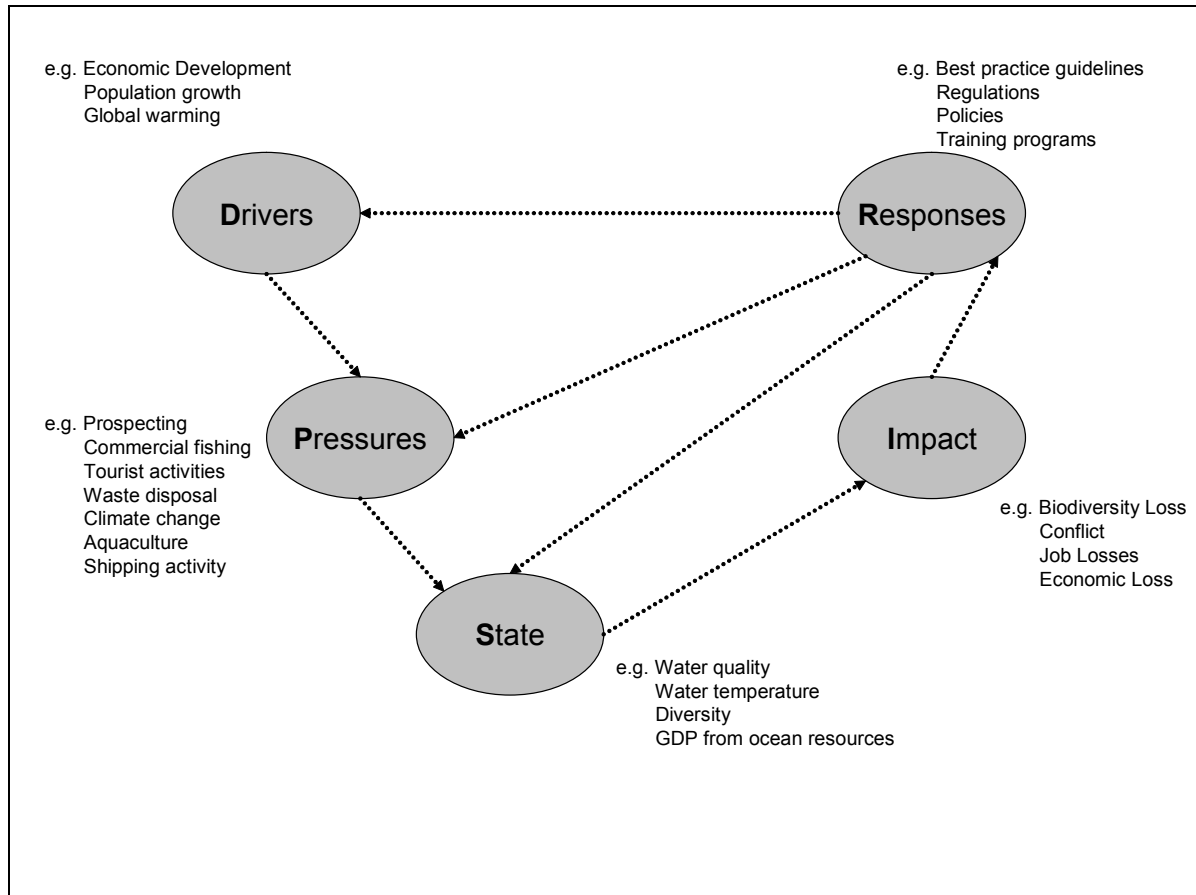 e.g. Economic Development
Population growth
Global warming
e.g. Best practice guidelines
Regulations
Policies
Training programs
Drivers
Responses
e.g. Prospecting
Commercial fishing
Tourist activities
Waste disposal
Climate change
Aquaculture
Shipping activity
Pressures
Impact
e.g. Biodiversity Loss
Conflict
Job Losses
Economic Loss
State
e.g. Water quality
Water temperature
Diversity
GDP from ocean resources